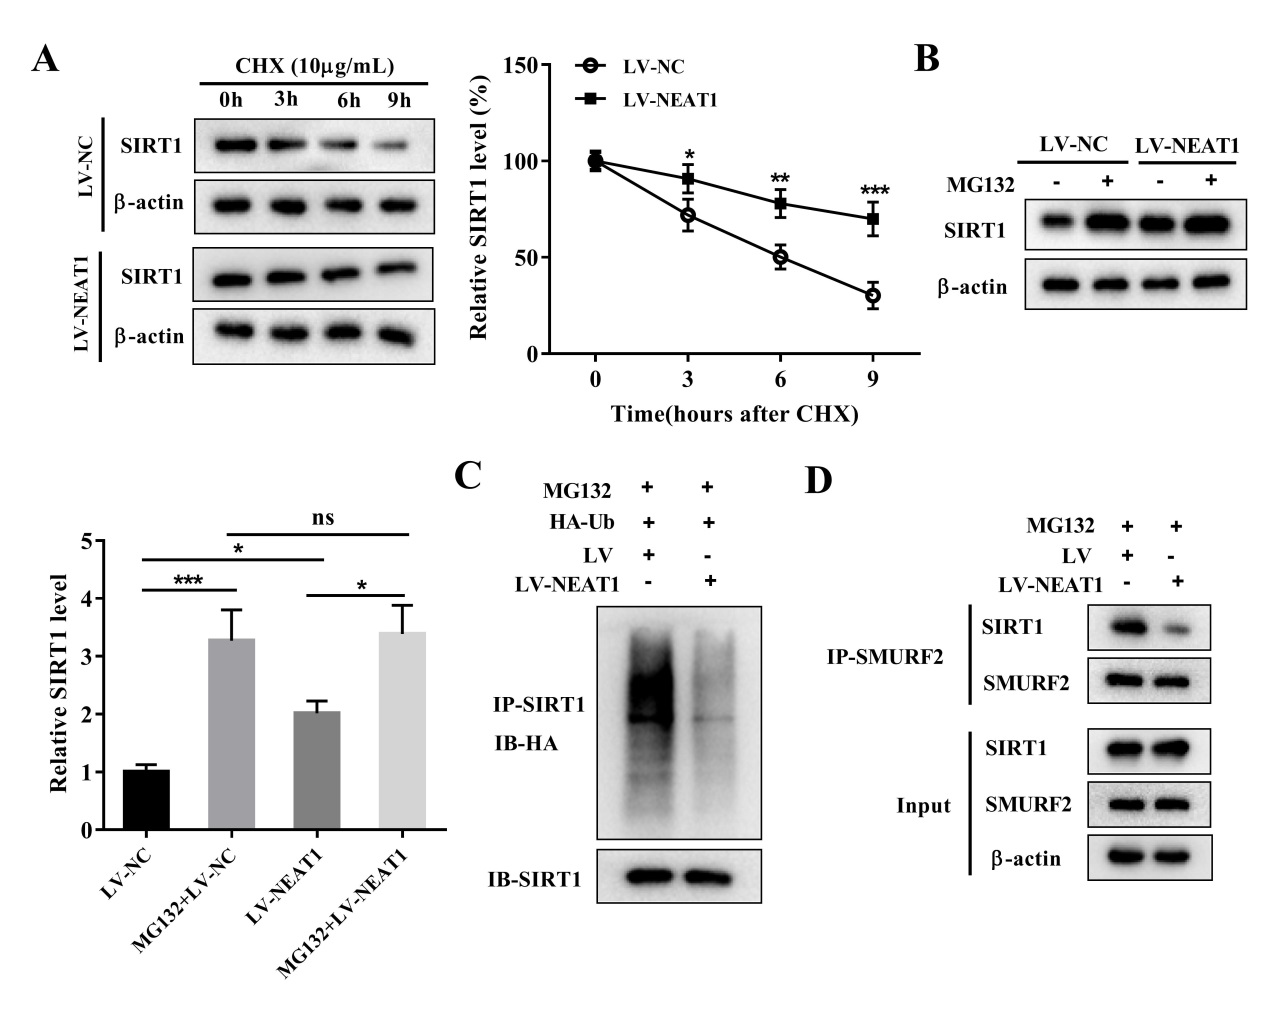 A
CHX (10μg/mL)
0h 3h 6h 9h
LV-NC
SIRT1
β-actin
LV-NEAT1
SIRT1
β-actin
Relative SIRT1 level (%)
150
100
50
0
LV-NC
LV-NEAT1
*
**
***
0 3 6 9
Time(hours after CHX)
B
LV-NC LV-NEAT1
MG132 - + - +
SIRT1
β-actin
Relative SIRT1 level
5
4
3
2
1
0
ns
*
***
*
LV-NC
MG132+LV-NC
LV-NEAT1
MG132+LV-NEAT1
C
MG132 + +
HA-Ub + +
LV + -
LV-NEAT1 - +
IP-SIRT1
IB-HA
IB-SIRT1
D
MG132 + +
LV + -
LV-NEAT1 - +
IP-SMURF2
SIRT1
SMURF2
Input
SIRT1
SMURF2
β-actin